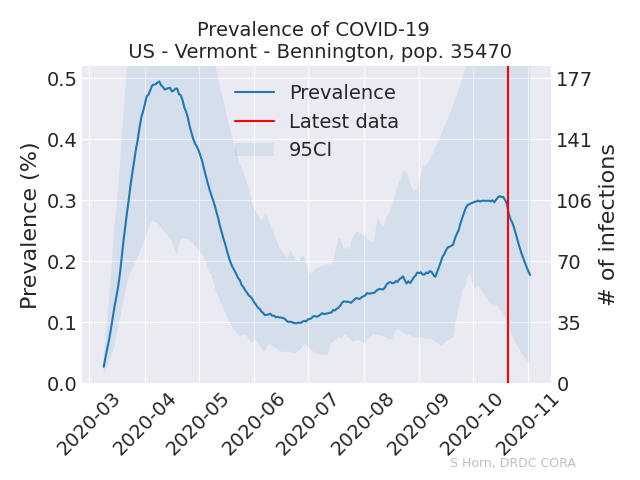 Prevalence of COVID-19
US - Vermont - Bennington, pop. 35470
Prevalence
Latest data
95CI
Prevalence (%)
0.5
0.4
0.3
0.2
0.1
0.0
177
141
106
70
35
0
# of infections
2020-03
2020-04
2020-05
2020-06
2020-07
2020-08
2020-09
2020-10
2020-11
S Horn, DRDC CORA